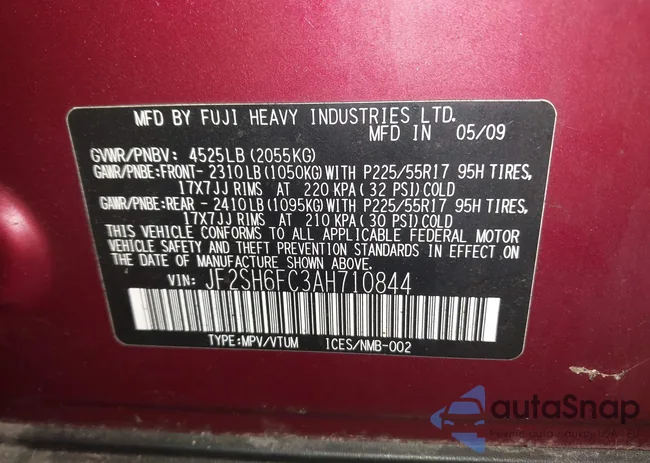 MFD BY FUJI HEAVY INDUSTRIES LTD.
MFD IN 05/09
GVWR/PNBV: 4525LB (2055KG)
GAWR/PNBE:FRONT- 2310LB (1050KG) WITH P225/55R17 95H TIRES,
17X7JJ RIMS AT 220 KPA (32 PSI) COLD
GAWR/PNBE:REAR - 2410LB (1095KG) WITH P225/55R17 95H TIRES,
17X7JJ RIMS AT 210 KPA (30 PSI) COLD
THIS VEHICLE CONFORMS TO ALL APPLICABLE FEDERAL MOTOR
VEHICLE SAFETY AND THEFT PREVENTION STANDARDS IN EFFECT ON
THE DATE OF MANUFACTURE SHOWN ABOVE.
VIN: JF2SH6FC3AH710844
TYPE:MPV/VTUM ICES/NMB-002
autaSnap